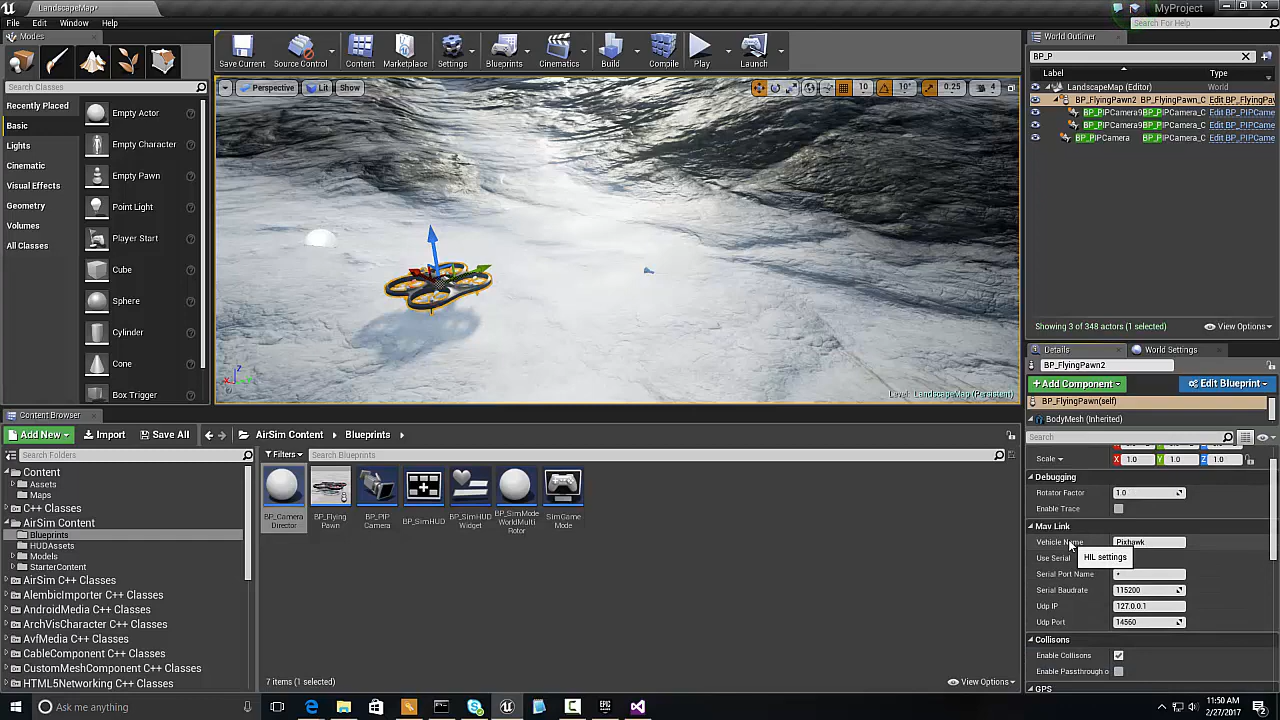 LandscapeMap*
MyProject
File Edit Window Help
Search For Help
Modes
Search Classes
Recently Placed
Basic
Lights
Cinematic
Visual Effects
Geometry
Volumes
All Classes
Empty Actor
Empty Character
Empty Pawn
Point Light
Player Start
Cube
Sphere
Cylinder
Cone
Box Trigger
Save Current
Source Control
Content
Marketplace
Settings
Blueprints
Cinematics
Build
Compile
Play
Launch
Perspective
Lit
Show
10
10°
0.25
4
Level: LandscapeMap (Persistent)
World Outliner
BP_P
Label
Type
LandscapeMap (Editor)
World
BP_FlyingPawn2 BP_FlyingPawn_C Edit BP_FlyingPaw
BP_PIPCamera9 BP_PIPCamera_C Edit BP_PIPCame
BP_PIPCamera9 BP_PIPCamera_C Edit BP_PIPCame
BP_PIPCamera BP_PIPCamera_C Edit BP_PIPCame
Showing 3 of 348 actors (1 selected)
View Options
Details
World Settings
BP_FlyingPawn2
+Add Component
Edit Blueprint
BP_FlyingPawn(self)
BodyMesh (Inherited)
Search
Scale
X 1.0 Y 1.0 Z 1.0
Debugging
Rotator Factor 1.0
Enable Trace
Mav Link
Vehicle Name Pixhawk
HIL settings
Use Serial
Serial Port Name *
Serial Baudrate 115200
Udp IP 127.0.0.1
Udp Port 14560
Collisons
Enable Collisons
Enable Passthrough o
GPS
Content Browser
Add New
Import
Save All
AirSim Content
Blueprints
Search Folders
Filters
Search Blueprints
Content
Assets
Maps
C++ Classes
AirSim Content
Blueprints
HUDAssets
Models
StarterContent
AirSim C++ Classes
AlembicImporter C++ Classes
AndroidMedia C++ Classes
ArchVisCharacter C++ Classes
AvfMedia C++ Classes
CableComponent C++ Classes
CustomMeshComponent C++ Classes
HTML5Networking C++ Classes
BP_Camera
Director
BP_Flying
Pawn
BP_PIP
Camera
BP_SimHUD
BP_SimHUD
Widget
BP_SimMode
WorldMulti
Rotor
SimGame
Mode
7 items (1 selected)
View Options
Ask me anything
11:50 AM
2/27/2017